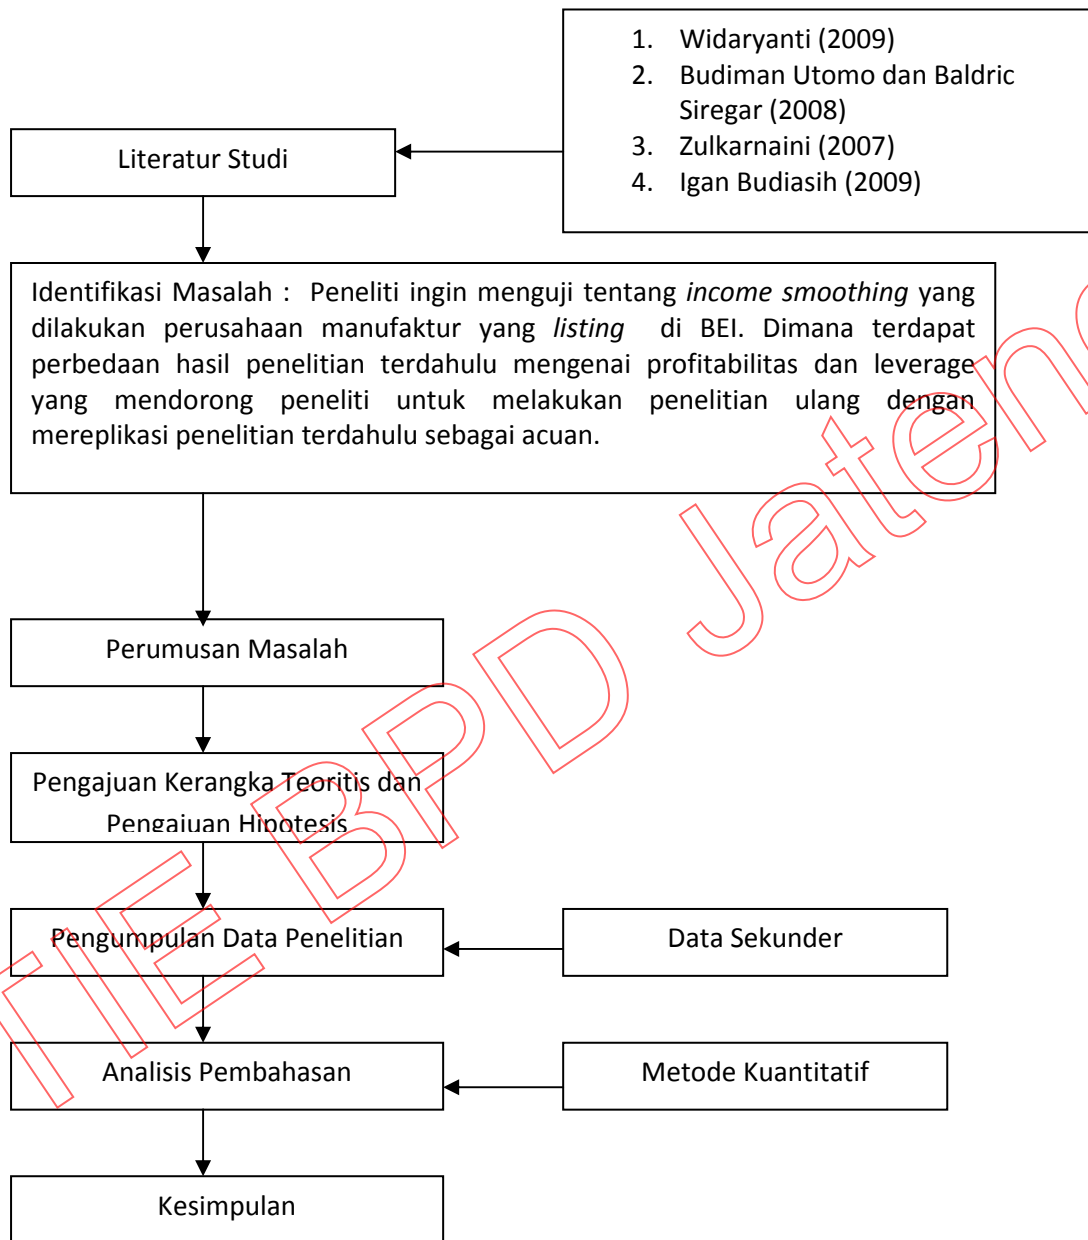 1. Widaryanti (2009)
2. Budiman Utomo dan Baldric
Siregar (2008)
3. Zulkarnaini (2007)
4. Igan Budiasih (2009)
Literatur Studi
Identifikasi Masalah : Peneliti ingin menguji tentang income smoothing yang
dilakukan perusahaan manufaktur yang listing di BEI. Dimana terdapat
perbedaan hasil penelitian terdahulu mengenai profitabilitas dan leverage
yang mendorong peneliti untuk melakukan penelitian ulang dengan
mereplikasi penelitian terdahulu sebagai acuan.
Perumusan Masalah
Pengajuan Kerangka Teoritis dan
Pengajuan Hipotesis
Pengumpulan Data Penelitian
Data Sekunder
Analisis Pembahasan
Metode Kuantitatif
Kesimpulan
TIE BPD Jateng